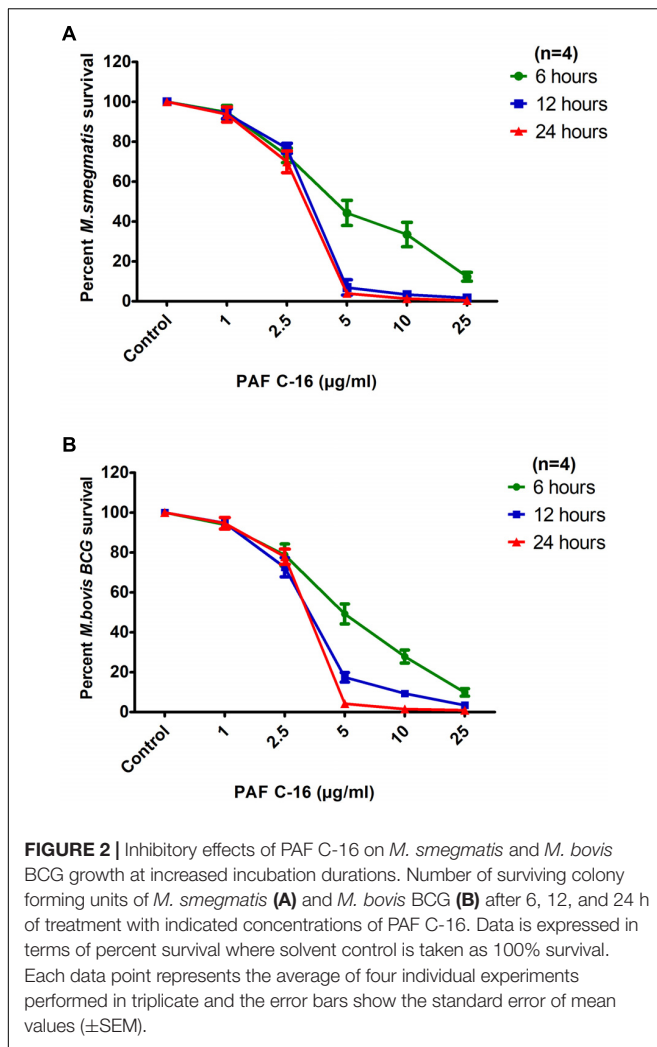 A
(n=4)
6 hours
12 hours
24 hours
Percent M.smegmatis survival
120
100
80
60
40
20
0
Control
1
2.5
5
10
25
PAF C-16 (µg/ml)
B
(n=4)
6 hours
12 hours
24 hours
Percent M.bovis BCG survival
120
100
80
60
40
20
0
Control
1
2.5
5
10
25
PAF C-16 (µg/ml)
FIGURE 2 | Inhibitory effects of PAF C-16 on M. smegmatis and M. bovis
BCG growth at increased incubation durations. Number of surviving colony
forming units of M. smegmatis (A) and M. bovis BCG (B) after 6, 12, and 24 h
of treatment with indicated concentrations of PAF C-16. Data is expressed in
terms of percent survival where solvent control is taken as 100% survival.
Each data point represents the average of four individual experiments
performed in triplicate and the error bars show the standard error of mean
values (±SEM).